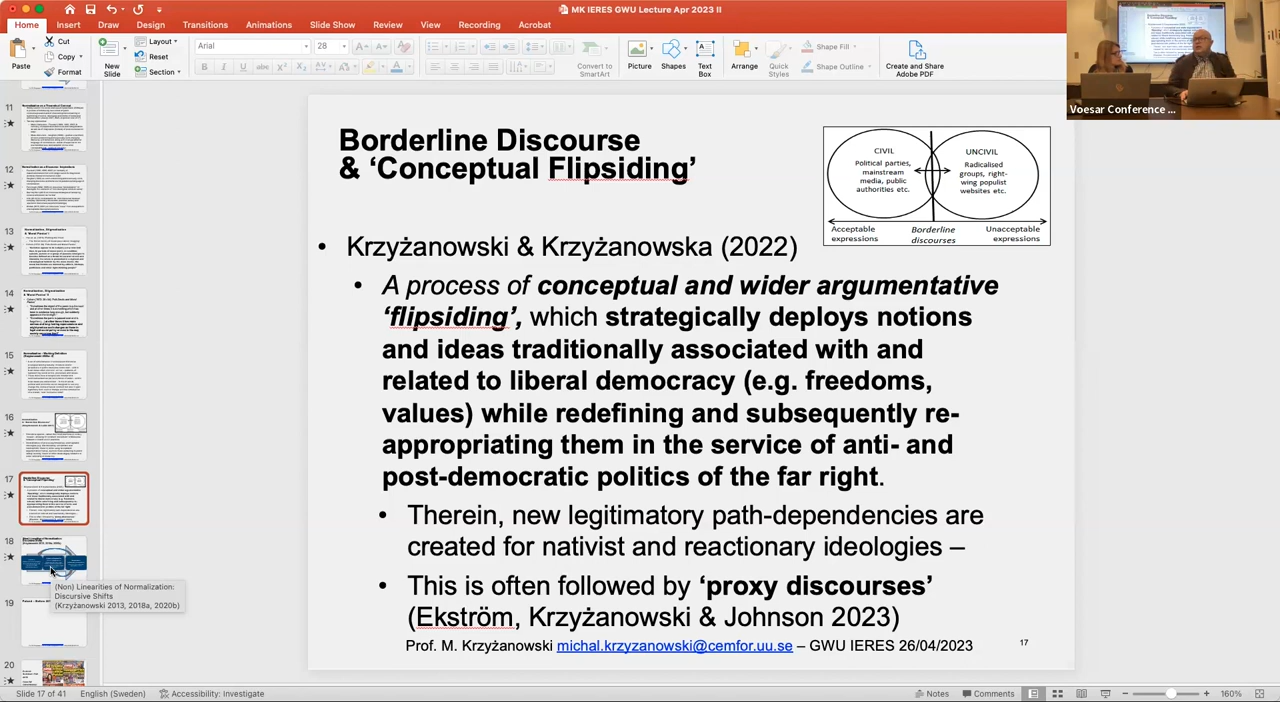 MK IERES GWU Lecture Apr 2023 II
Home Insert Draw Design Transitions Animations Slide Show Review View Recording Acrobat
Paste
Cut
Copy
Format
New Slide
Layout
Reset
Section
Arial
28
Convert to SmartArt
Picture
Shapes
Text Box
Arrange
Quick Styles
Shape Fill
Shape Outline
Create and Share Adobe PDF
Voesar Conference ...
11
12
13
14
15
16
17
18
19
20
(Non) Linearities of Normalization:
Discursive Shifts
(Krzyżanowski 2013, 2018a, 2020b)
Borderline Discourse
& ‘Conceptual Flipsiding’
CIVIL
Political parties,
mainstream
media, public
authorities etc.
UNCIVIL
Radicalised
groups, right-
wing populist
websites etc.
Acceptable
expressions
Borderline
discourses
Unacceptable
expressions
• Krzyżanowski & Krzyżanowska (2022)
• A process of conceptual and wider argumentative
‘flipsiding’, which strategically deploys notions
and ideas traditionally associated with and
related to liberal democracy (e.g. freedoms,
values) while redefining and subsequently re-
appropriating them in the service of anti- and
post-democratic politics of the far right.
• Therem, new legitimatory path-dependencies are
created for nativist and reactionary ideologies –
• This is often followed by ‘proxy discourses’
(Ekström, Krzyżanowski & Johnson 2023)
Prof. M. Krzyżanowski michal.krzyzanowski@cemfor.uu.se – GWU IERES 26/04/2023
17
Slide 17 of 41 English (Sweden) Accessibility: Investigate Notes Comments 160%